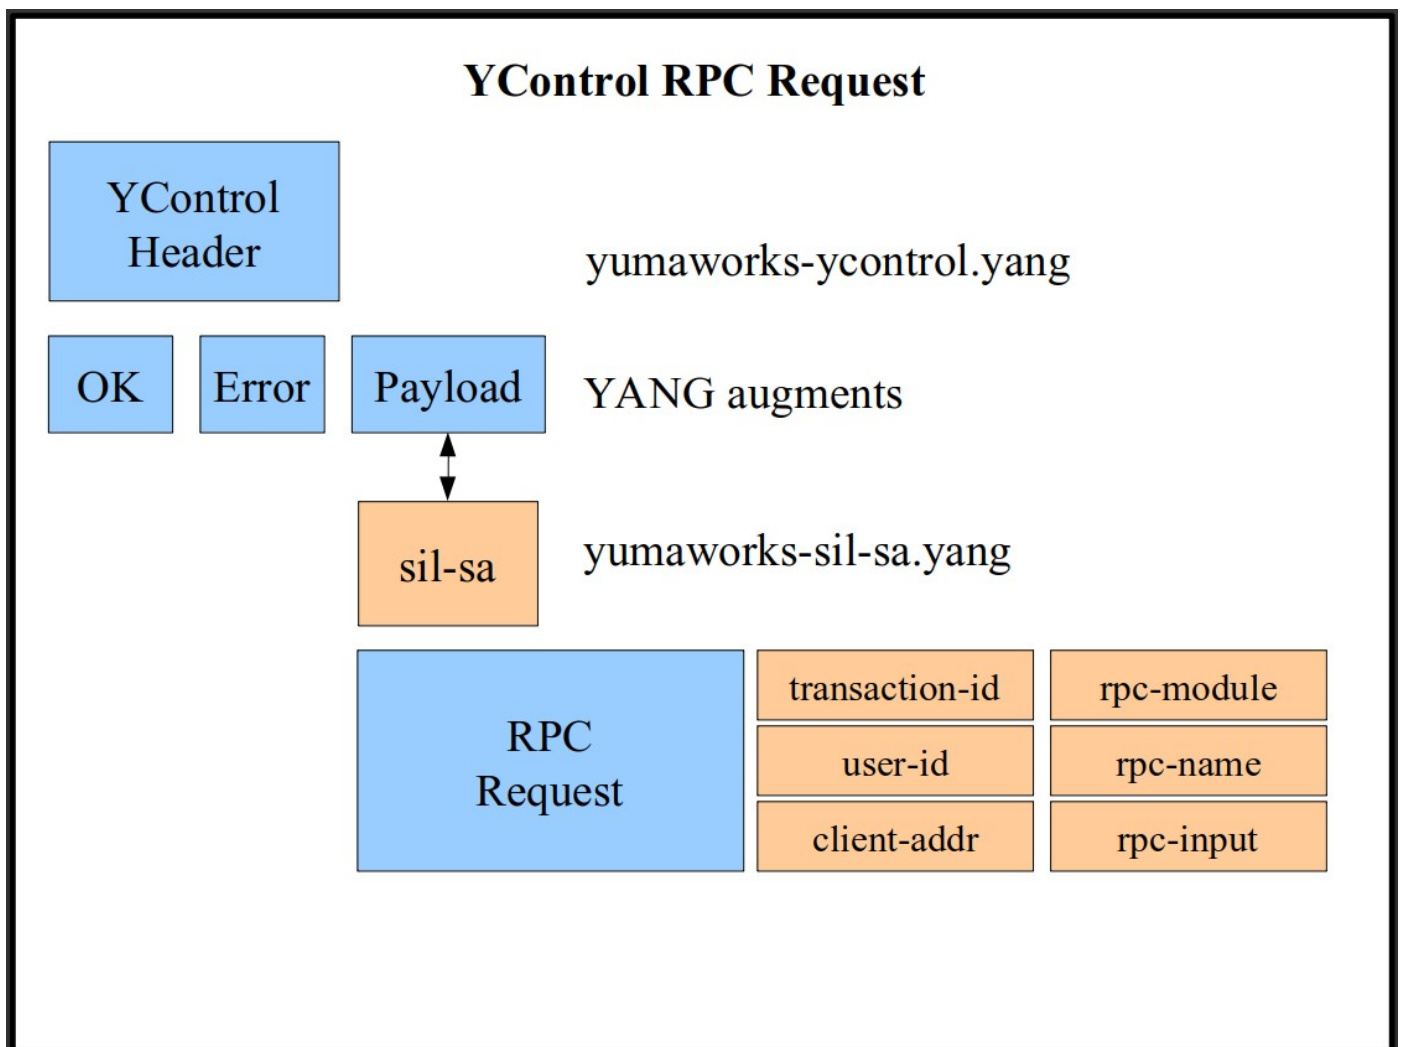 YControl RPC Request
YControl
Header
yumaworks-ycontrol.yang
OK
Error
Payload
YANG augments
sil-sa
yumaworks-sil-sa.yang
RPC
Request
transaction-id
rpc-module
user-id
rpc-name
client-addr
rpc-input